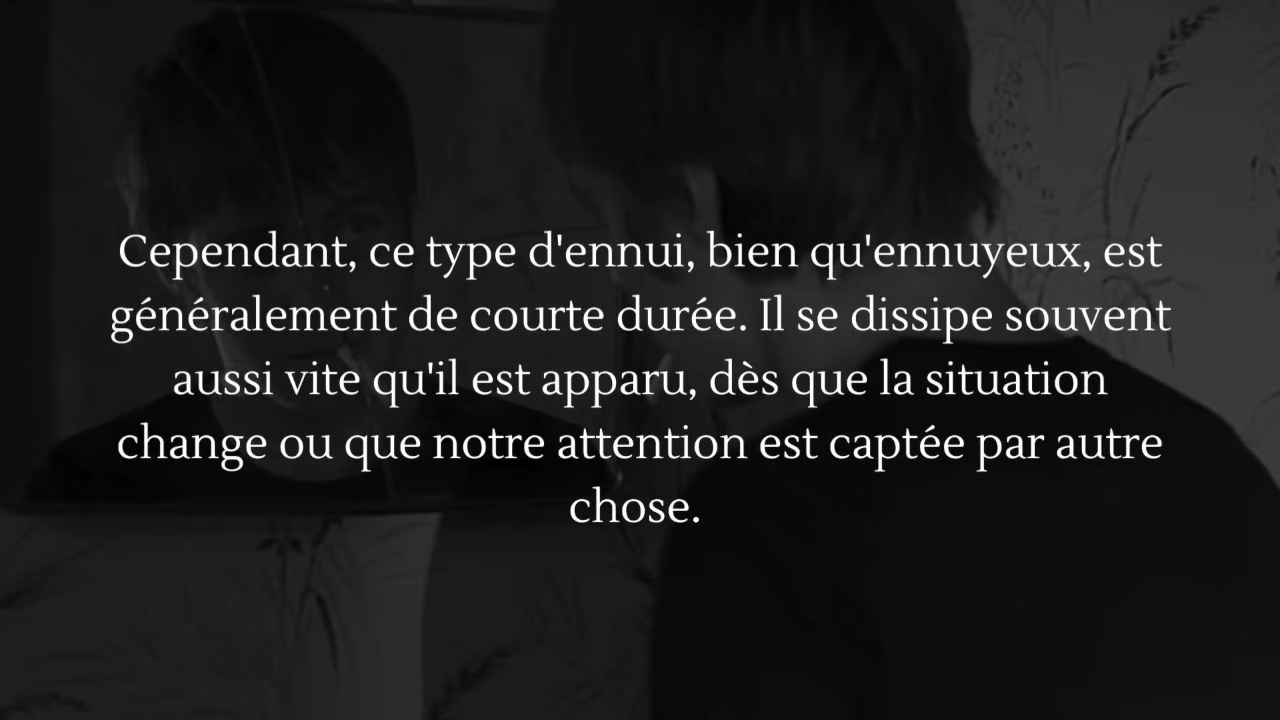 Cependant, ce type d'ennui, bien qu'ennuyeux, est
généralement de courte durée. Il se dissipe souvent
aussi vite qu'il est apparu, dès que la situation
change ou que notre attention est captée par autre
chose.